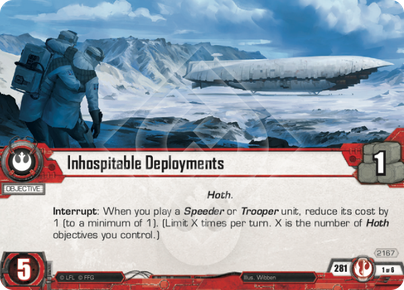 Inhospitable Deployments
1
OBJECTIVE
Hoth.
Interrupt: When you play a Speeder or Trooper unit, reduce its cost by
1 (to a minimum of 1). (Limit X times per turn. X is the number of Hoth
objectives you control.)
2167
5
© LFL © FFG
Illus. Wibben
281
1 of 6